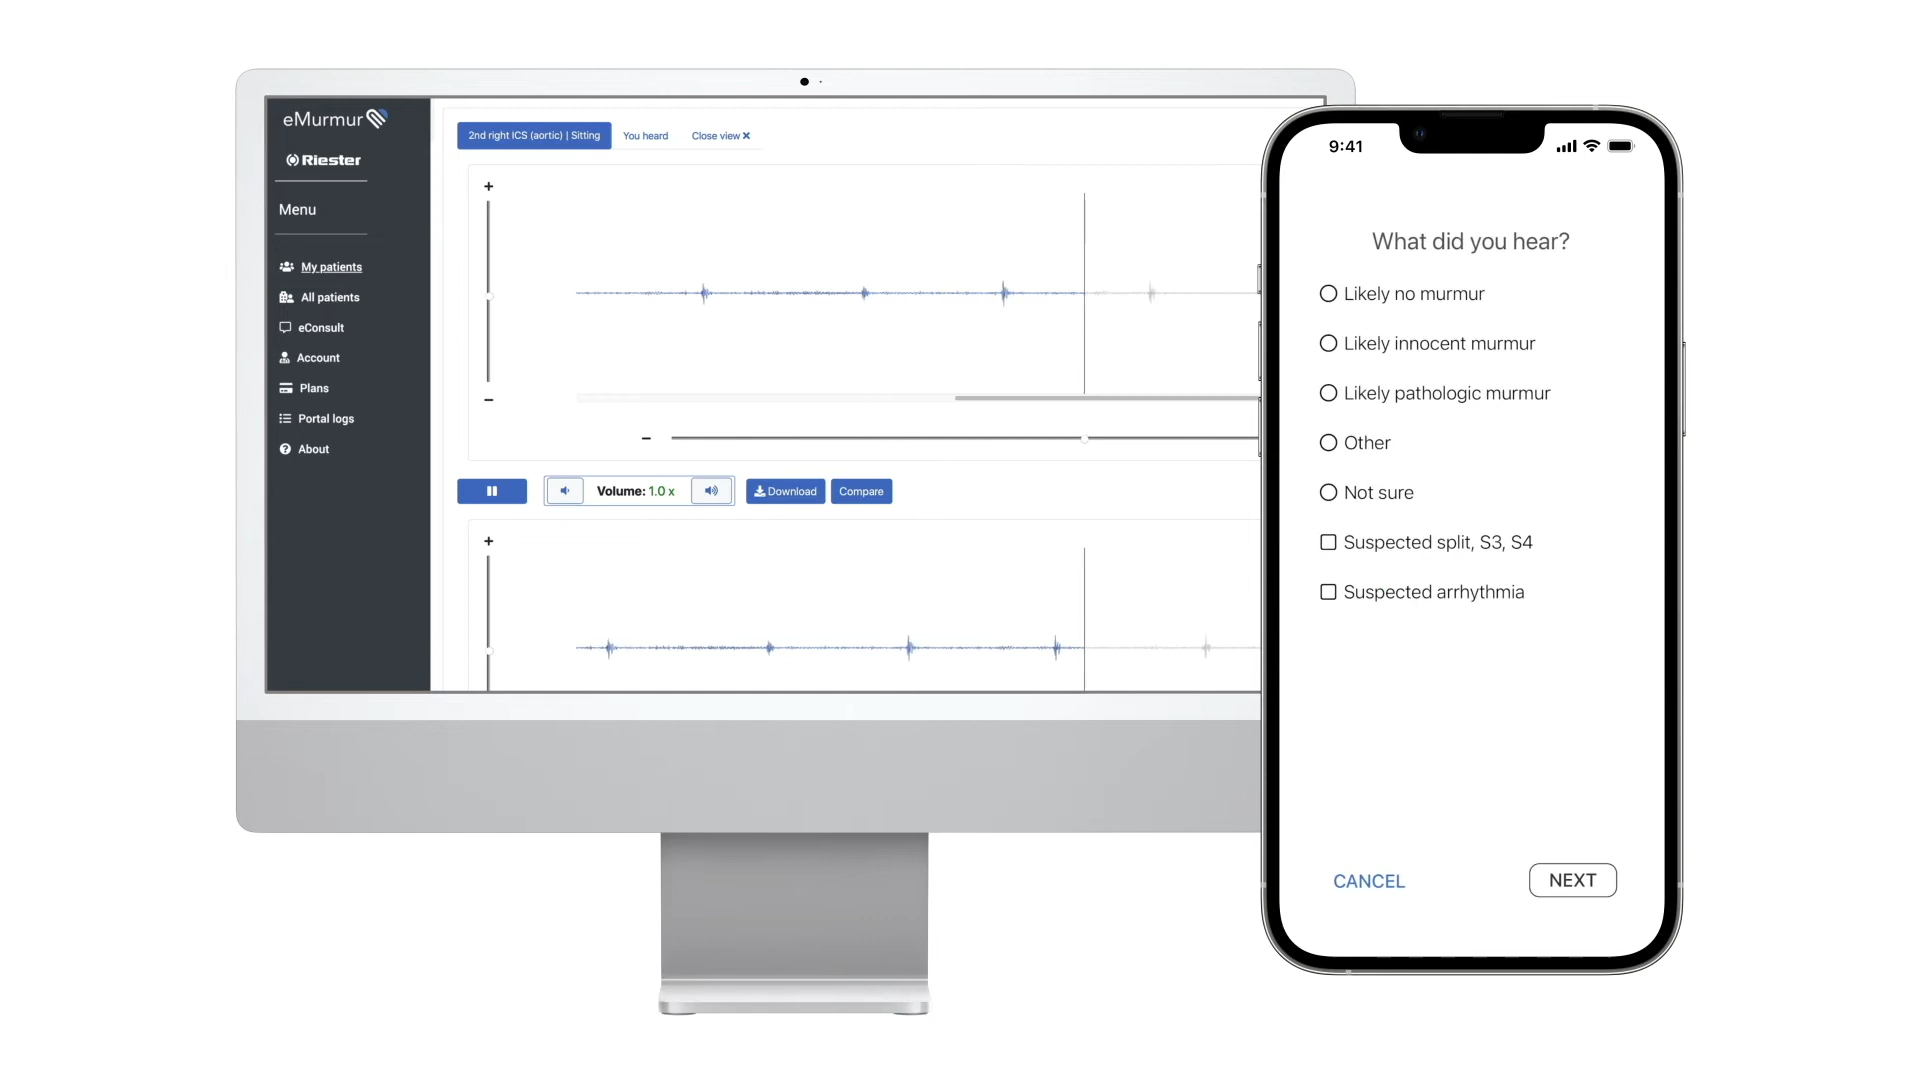 eMurmur
Riester
Menu
My patients
All patients
eConsult
Account
Plans
Portal logs
About
2nd right ICS (aortic) | Sitting
You heard
Close view ×
+
−
−
Volume: 1.0 x
Download
Compare
+
9:41
What did you hear?
Likely no murmur
Likely innocent murmur
Likely pathologic murmur
Other
Not sure
Suspected split, S3, S4
Suspected arrhythmia
CANCEL
NEXT